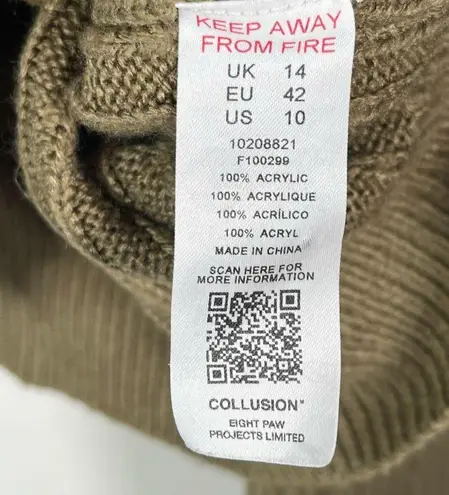 KEEP AWAY
FROM FIRE
UK 14
EU 42
US 10
10208821
F100299
100% ACRYLIC
100% ACRYLIQUE
100% ACRÍLICO
100% ACRYL
MADE IN CHINA
SCAN HERE FOR
MORE INFORMATION
COLLUSION™
EIGHT PAW
PROJECTS LIMITED